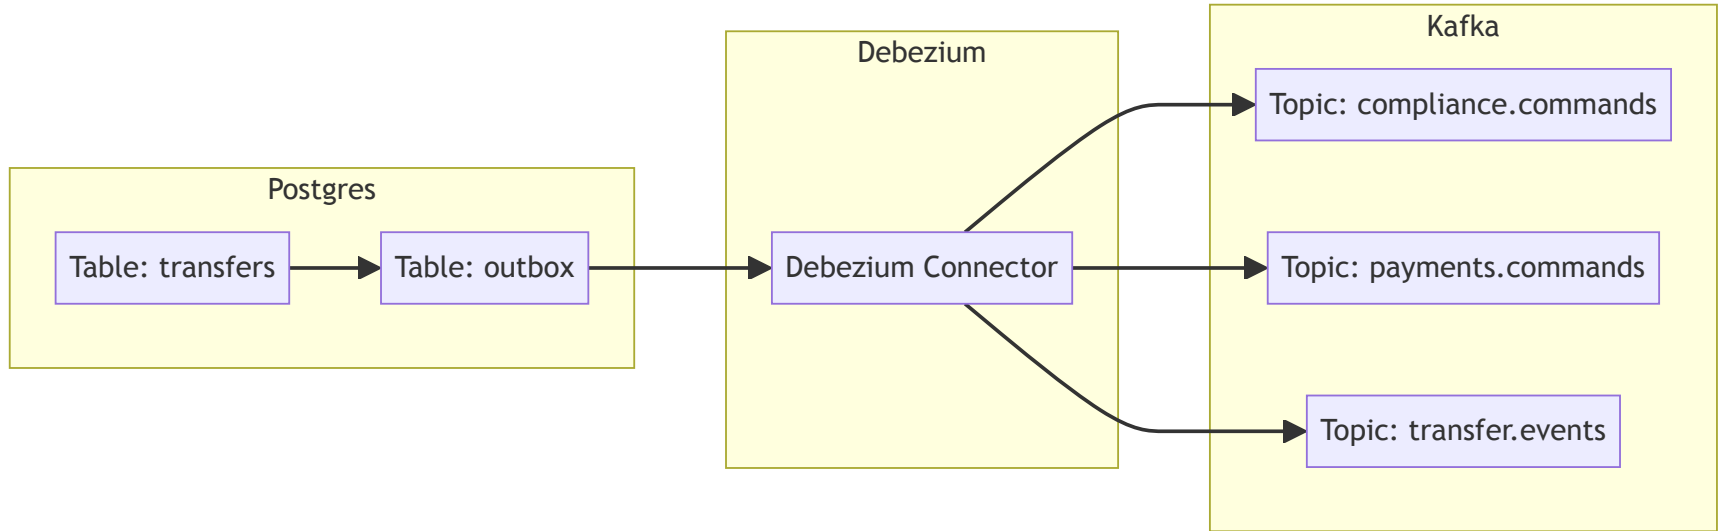 Postgres
Table: transfers
Table: outbox
Debezium
Debezium Connector
Kafka
Topic: compliance.commands
Topic: payments.commands
Topic: transfer.events